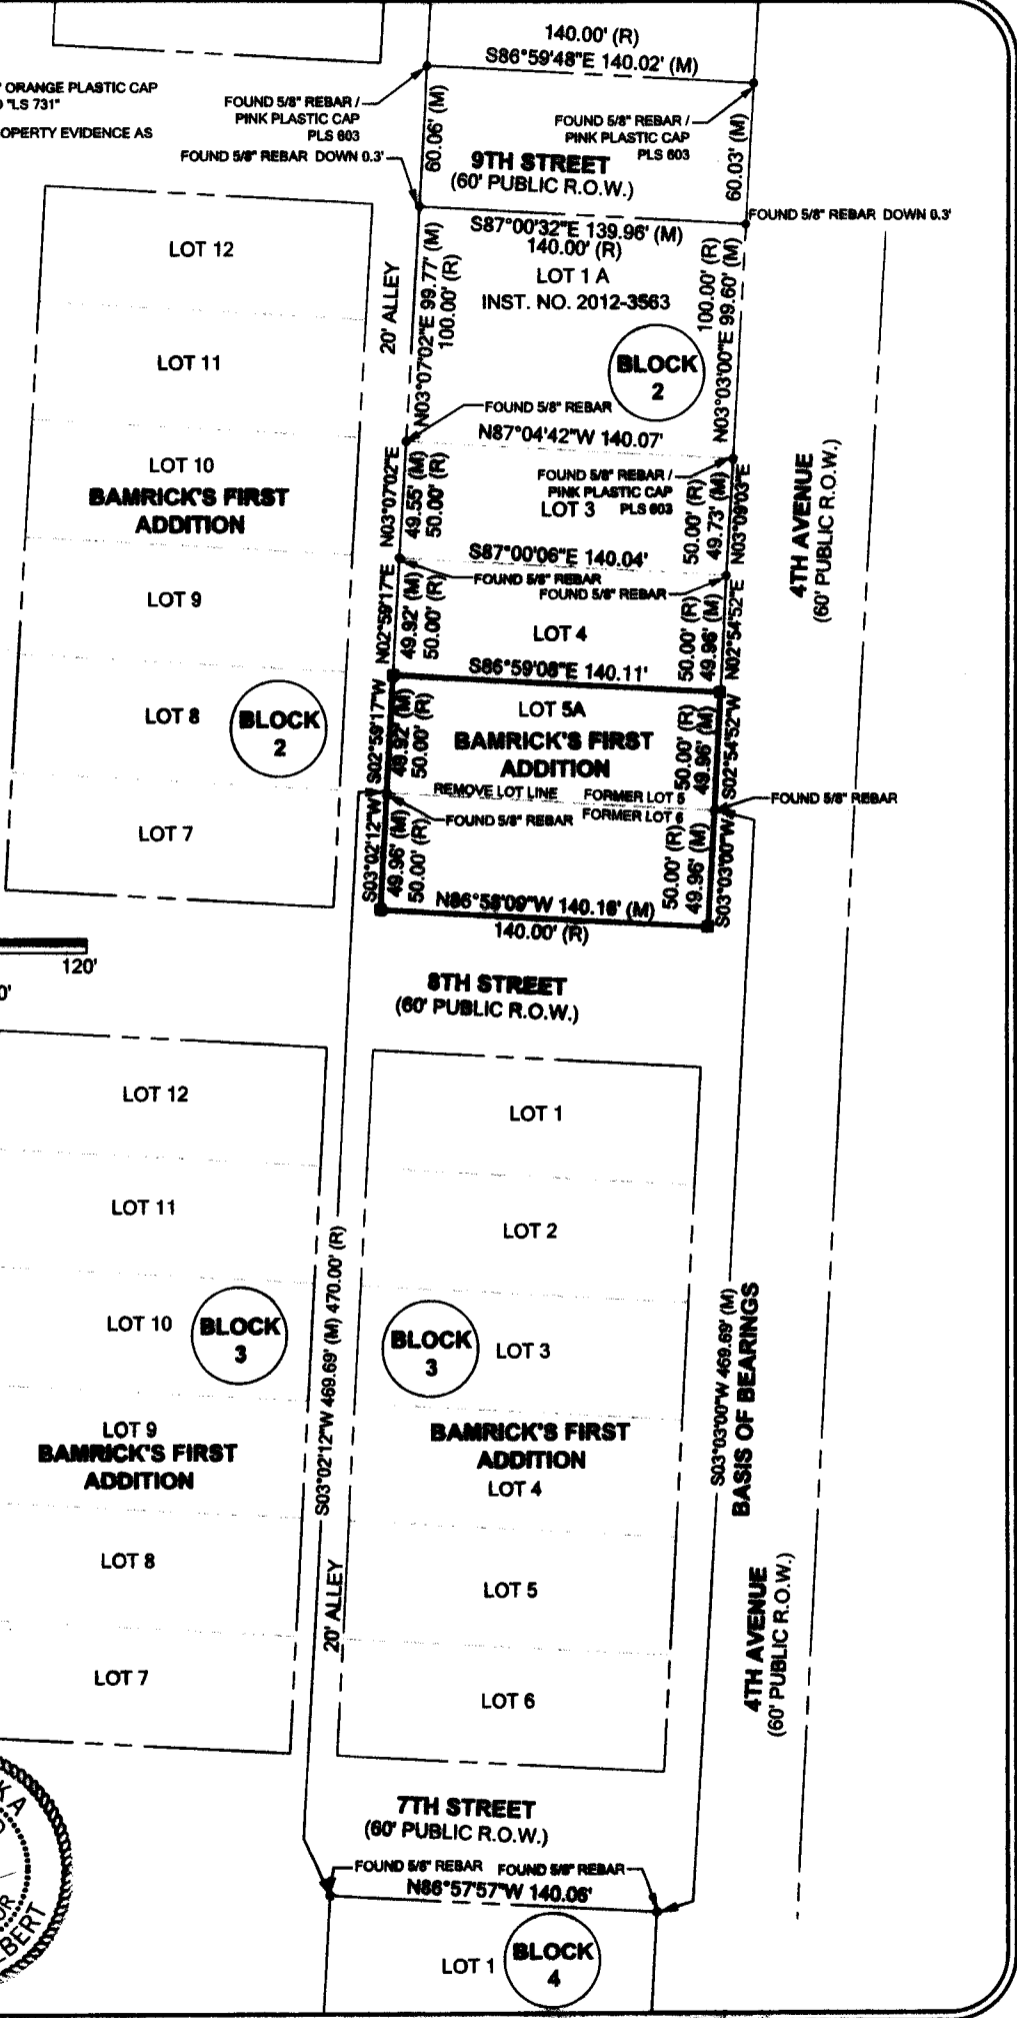 140.00' (R)
S86°59'48"E 140.02' (M)
ORANGE PLASTIC CAP
"LS 731"
OPERTY EVIDENCE AS
FOUND 5/8" REBAR /
PINK PLASTIC CAP
PLS 603
FOUND 5/8" REBAR DOWN 0.3'
60.06' (M)
FOUND 5/8" REBAR /
PINK PLASTIC CAP
PLS 603
60.03' (M)
9TH STREET
(60' PUBLIC R.O.W.)
FOUND 5/8" REBAR DOWN 0.3'
S87°00'32"E 139.96' (M)
140.00' (R)
LOT 1 A
INST. NO. 2012-3563
20' ALLEY
N03°07'02"E 99.77' (M)
100.00' (R)
100.00' (R)
N03°03'00"E 99.60' (M)
BLOCK
2
FOUND 5/8" REBAR
N87°04'42"W 140.07'
FOUND 5/8" REBAR /
PINK PLASTIC CAP
PLS 603
LOT 3
N03°07'02"E
49.55' (M)
50.00' (R)
50.00' (R)
49.73' (M)
N03°09'03"E
S87°00'06"E 140.04'
FOUND 5/8" REBAR
FOUND 5/8" REBAR
LOT 4
N02°59'17"E
49.92' (M)
50.00' (R)
50.00' (R)
49.96' (M)
N02°54'52"E
S86°59'08"E 140.11'
LOT 5A
BAMRICK'S FIRST
ADDITION
S02°59'17"W
49.92' (M)
50.00' (R)
50.00' (R)
49.96' (M)
S02°54'52"W
REMOVE LOT LINE
FORMER LOT 5
FORMER LOT 6
FOUND 5/8" REBAR
FOUND 5/8" REBAR
S03°02'12"W
49.96' (M)
50.00' (R)
50.00' (R)
49.96' (M)
S03°03'00"W
N86°58'09"W 140.16' (M)
140.00' (R)
4TH AVENUE
(60' PUBLIC R.O.W.)
LOT 12
LOT 11
LOT 10
BAMRICK'S FIRST
ADDITION
LOT 9
LOT 8
BLOCK
2
LOT 7
120'
0'
8TH STREET
(60' PUBLIC R.O.W.)
LOT 12
LOT 11
LOT 10
BLOCK
3
LOT 9
BAMRICK'S FIRST
ADDITION
LOT 8
LOT 7
S03°02'12"W 469.69' (M) 470.00' (R)
20' ALLEY
LOT 1
LOT 2
BLOCK
3
LOT 3
BAMRICK'S FIRST
ADDITION
LOT 4
LOT 5
LOT 6
S03°03'00"W 469.69' (M)
BASIS OF BEARINGS
4TH AVENUE
(60' PUBLIC R.O.W.)
7TH STREET
(60' PUBLIC R.O.W.)
FOUND 5/8" REBAR
FOUND 5/8" REBAR
N86°57'57"W 140.06'
LOT 1
BLOCK
4